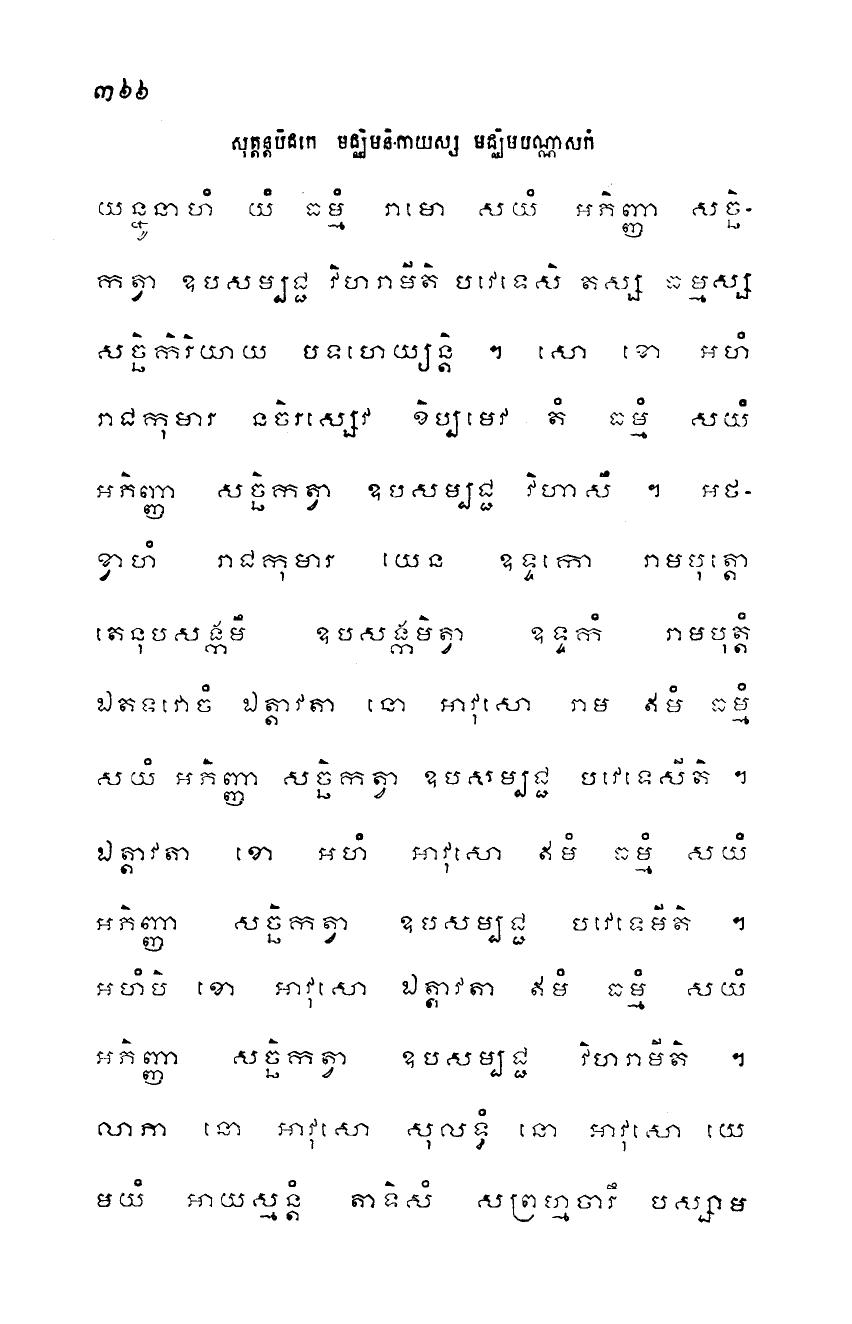 ៣៦៦
សុត្តន្តបិដកេ មជ្ឈិមនិកាយស្ស មជ្ឈិមបណ្ណាសកំ
យន្នូនាហំ យំ ធម្មំ រាមោ សយំ អភិញ្ញា សច្ឆិ-
កត្វា ឧបសម្បជ្ជ វិហរាមីតិ បវេទេសិ តស្ស ធម្មស្ស
សច្ឆិកិរិយាយ បទហេយ្យន្តិ ។ សោ ខោ អហំ
រាជកុមារ នចិរស្សេវ ខិប្បមេវ តំ ធម្មំ សយំ
អភិញ្ញា សច្ឆិកត្វា ឧបសម្បជ្ជ វិហាសឹ ។ អថ-
ខ្វាហំ រាជកុមារ យេន ឧទ្ទកោ រាមបុត្តោ
តេនុបសង្កមឹ ឧបសង្កមិត្វា ឧទ្ទកំ រាមបុត្តំ
ឯតទវោចំ ឯត្តាវតា នោ អាវុសោ រាម ឥមំ ធម្មំ
សយំ អភិញ្ញា សច្ឆិកត្វា ឧបសម្បជ្ជ បវេទេសីតិ ។
ឯត្តាវតា ខោ អហំ អាវុសោ ឥមំ ធម្មំ សយំ
អភិញ្ញា សច្ឆិកត្វា ឧបសម្បជ្ជ បវេទេមីតិ ។
អហំបិ ខោ អាវុសោ ឯត្តាវតា ឥមំ ធម្មំ សយំ
អភិញ្ញា សច្ឆិកត្វា ឧបសម្បជ្ជ វិហរាមីតិ ។
លាភា នោ អាវុសោ សុលទ្ធំ នោ អាវុសោ យេ
មយំ អាយស្មន្តំ តាទិសំ សព្រហ្មចារឹ បស្សាម